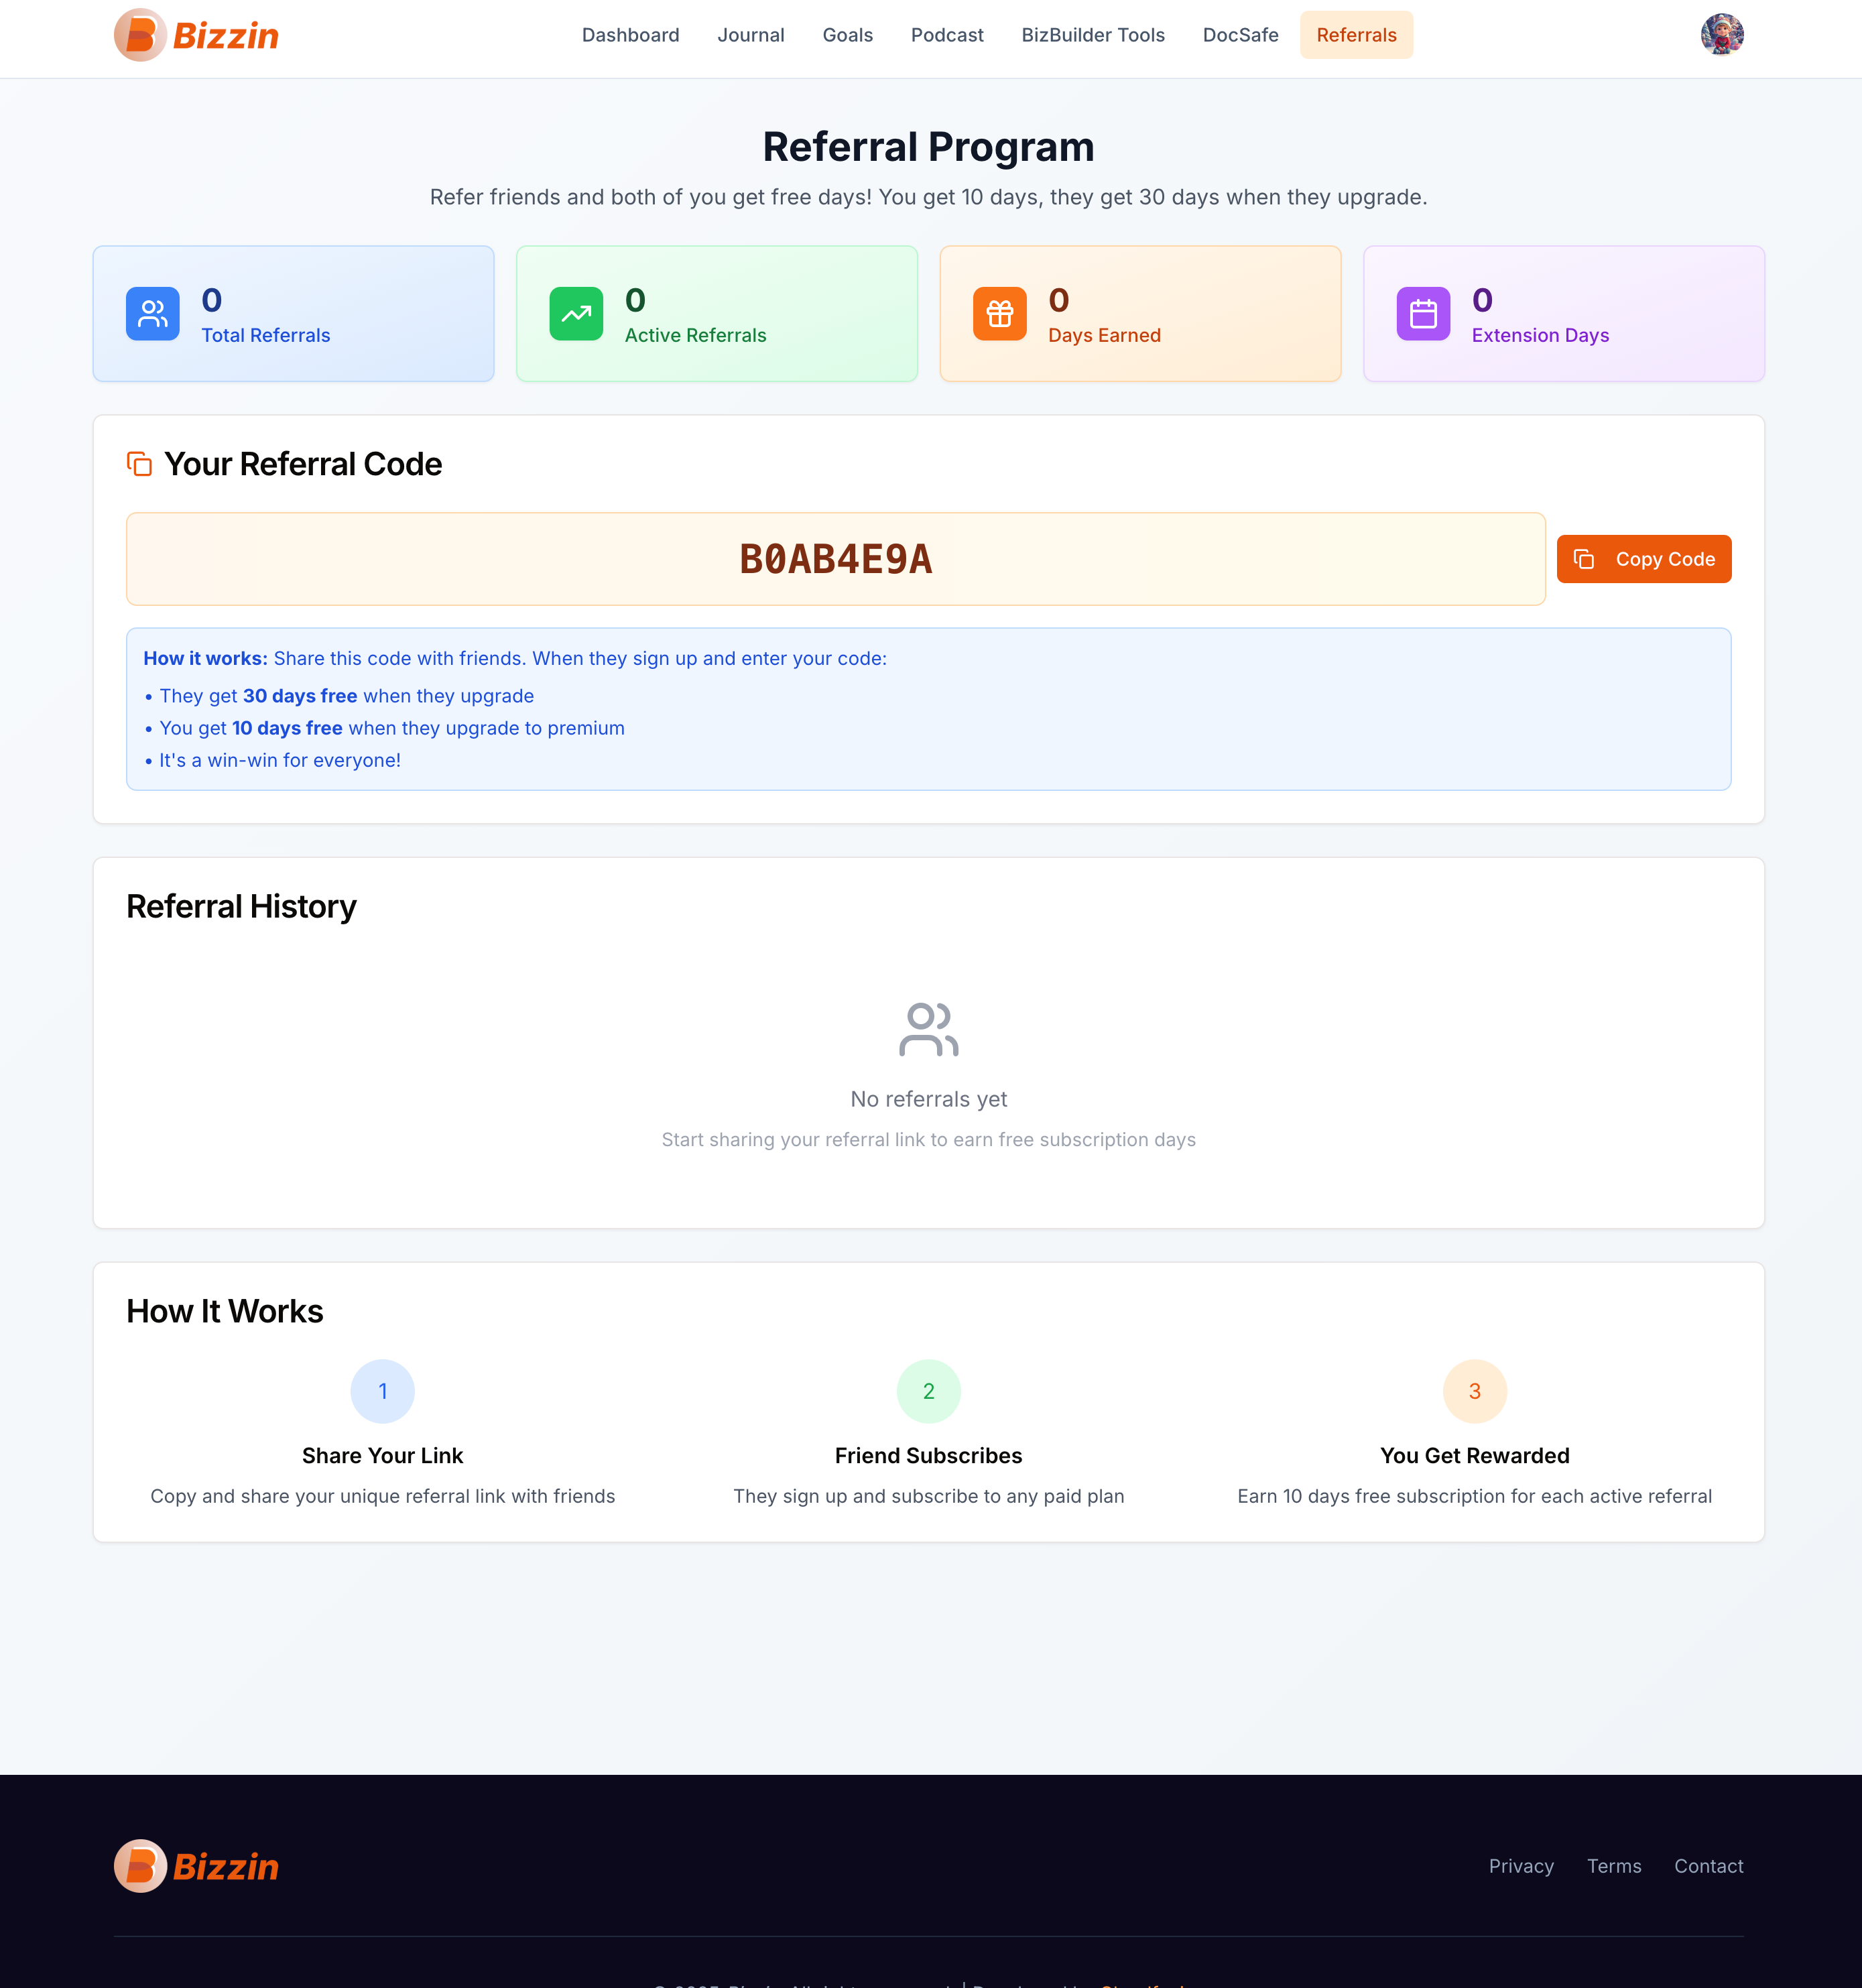 Bizzin
Dashboard
Journal
Goals
Podcast
BizBuilder Tools
DocSafe
Referrals
Referral Program
Refer friends and both of you get free days! You get 10 days, they get 30 days when they upgrade.
0
Total Referrals
0
Active Referrals
0
Days Earned
0
Extension Days
Your Referral Code
B0AB4E9A
Copy Code
How it works: Share this code with friends. When they sign up and enter your code:
• They get 30 days free when they upgrade
• You get 10 days free when they upgrade to premium
• It's a win-win for everyone!
Referral History
No referrals yet
Start sharing your referral link to earn free subscription days
How It Works
1
Share Your Link
Copy and share your unique referral link with friends
2
Friend Subscribes
They sign up and subscribe to any paid plan
3
You Get Rewarded
Earn 10 days free subscription for each active referral
Bizzin
Privacy
Terms
Contact